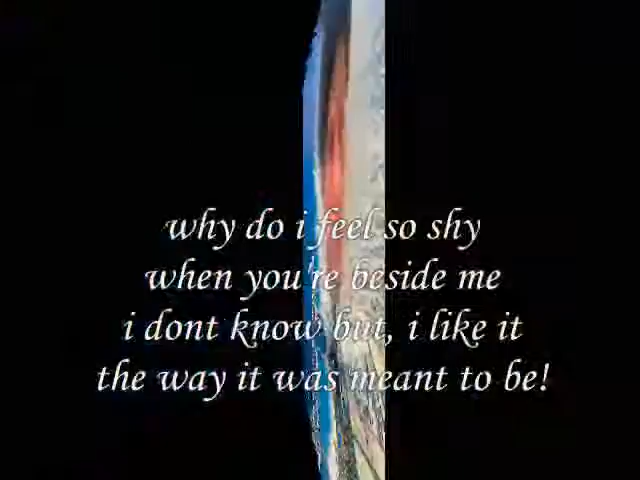 why do i feel so shy
when you're beside me
i dont know but, i like it
the way it was meant to be!